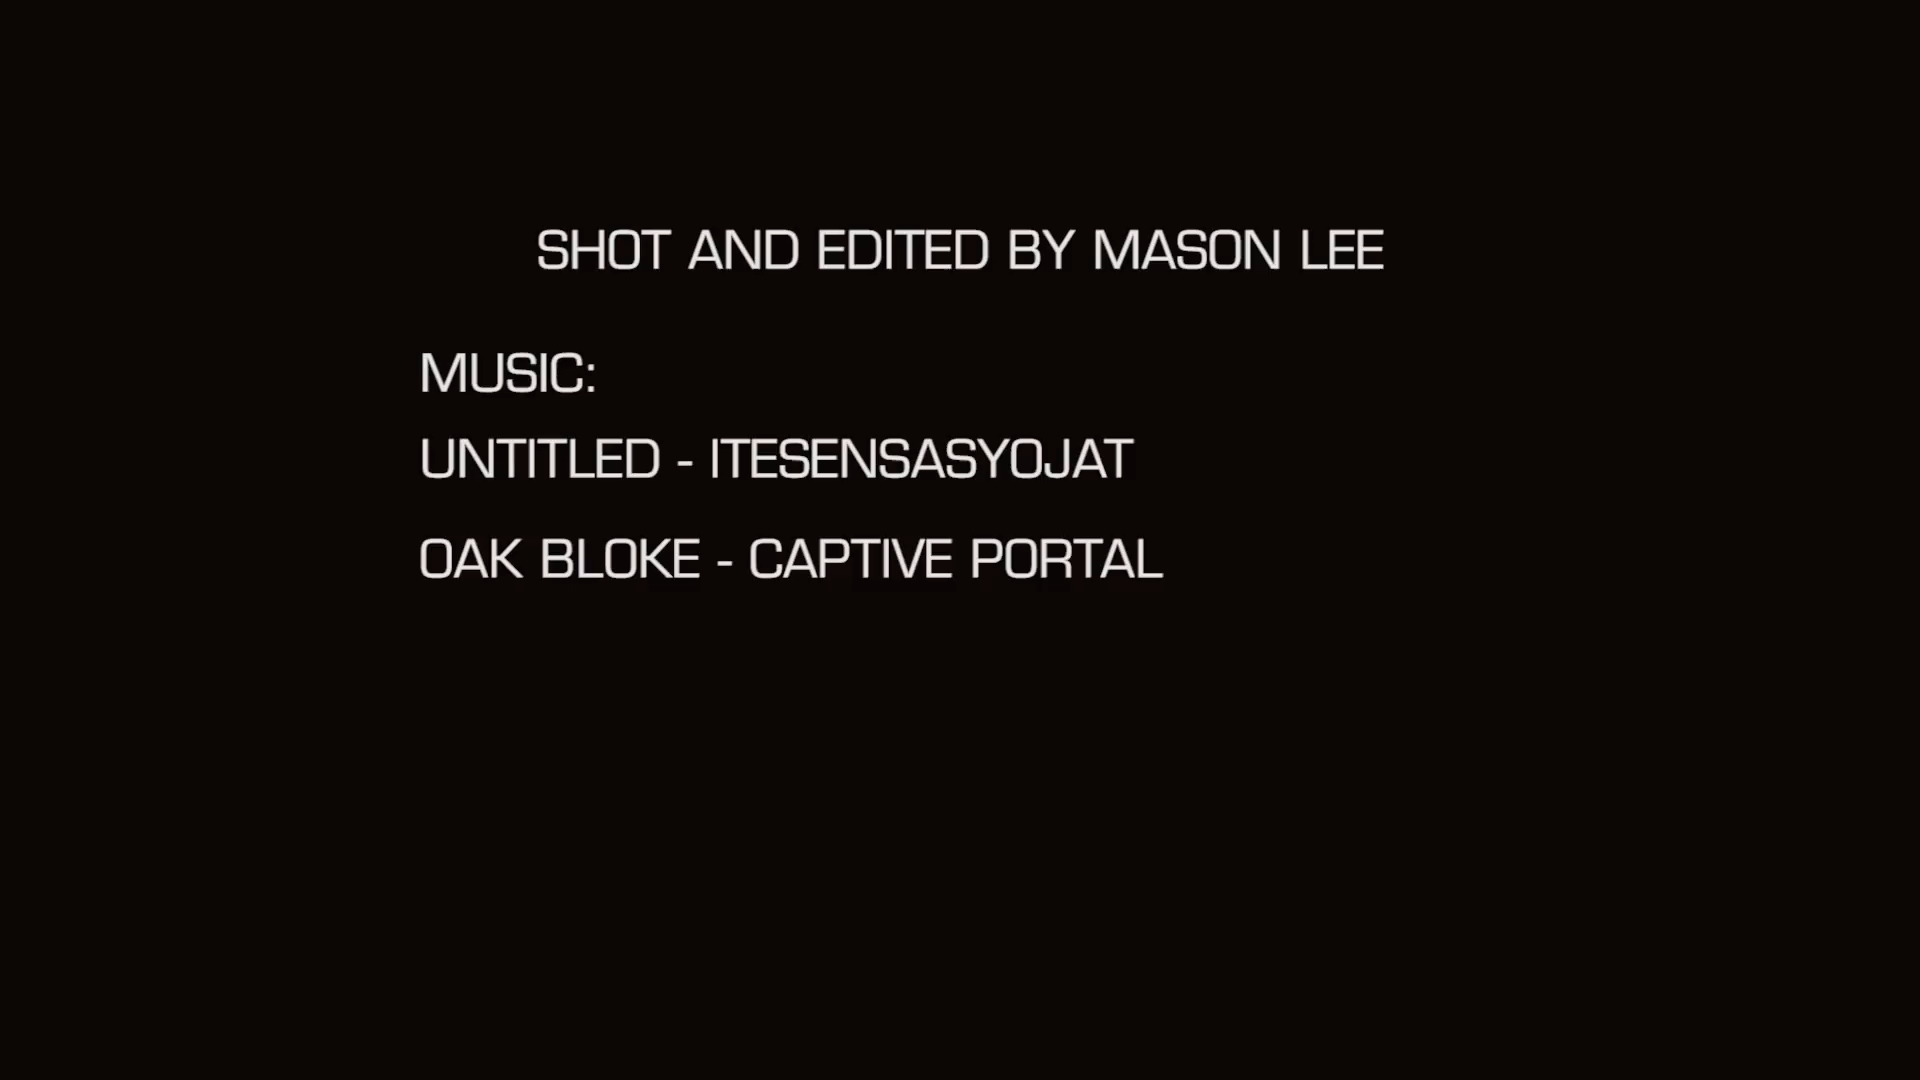 SHOT AND EDITED BY MASON LEE
MUSIC:
UNTITLED - ITESENSASYOJAT
OAK BLOKE - CAPTIVE PORTAL